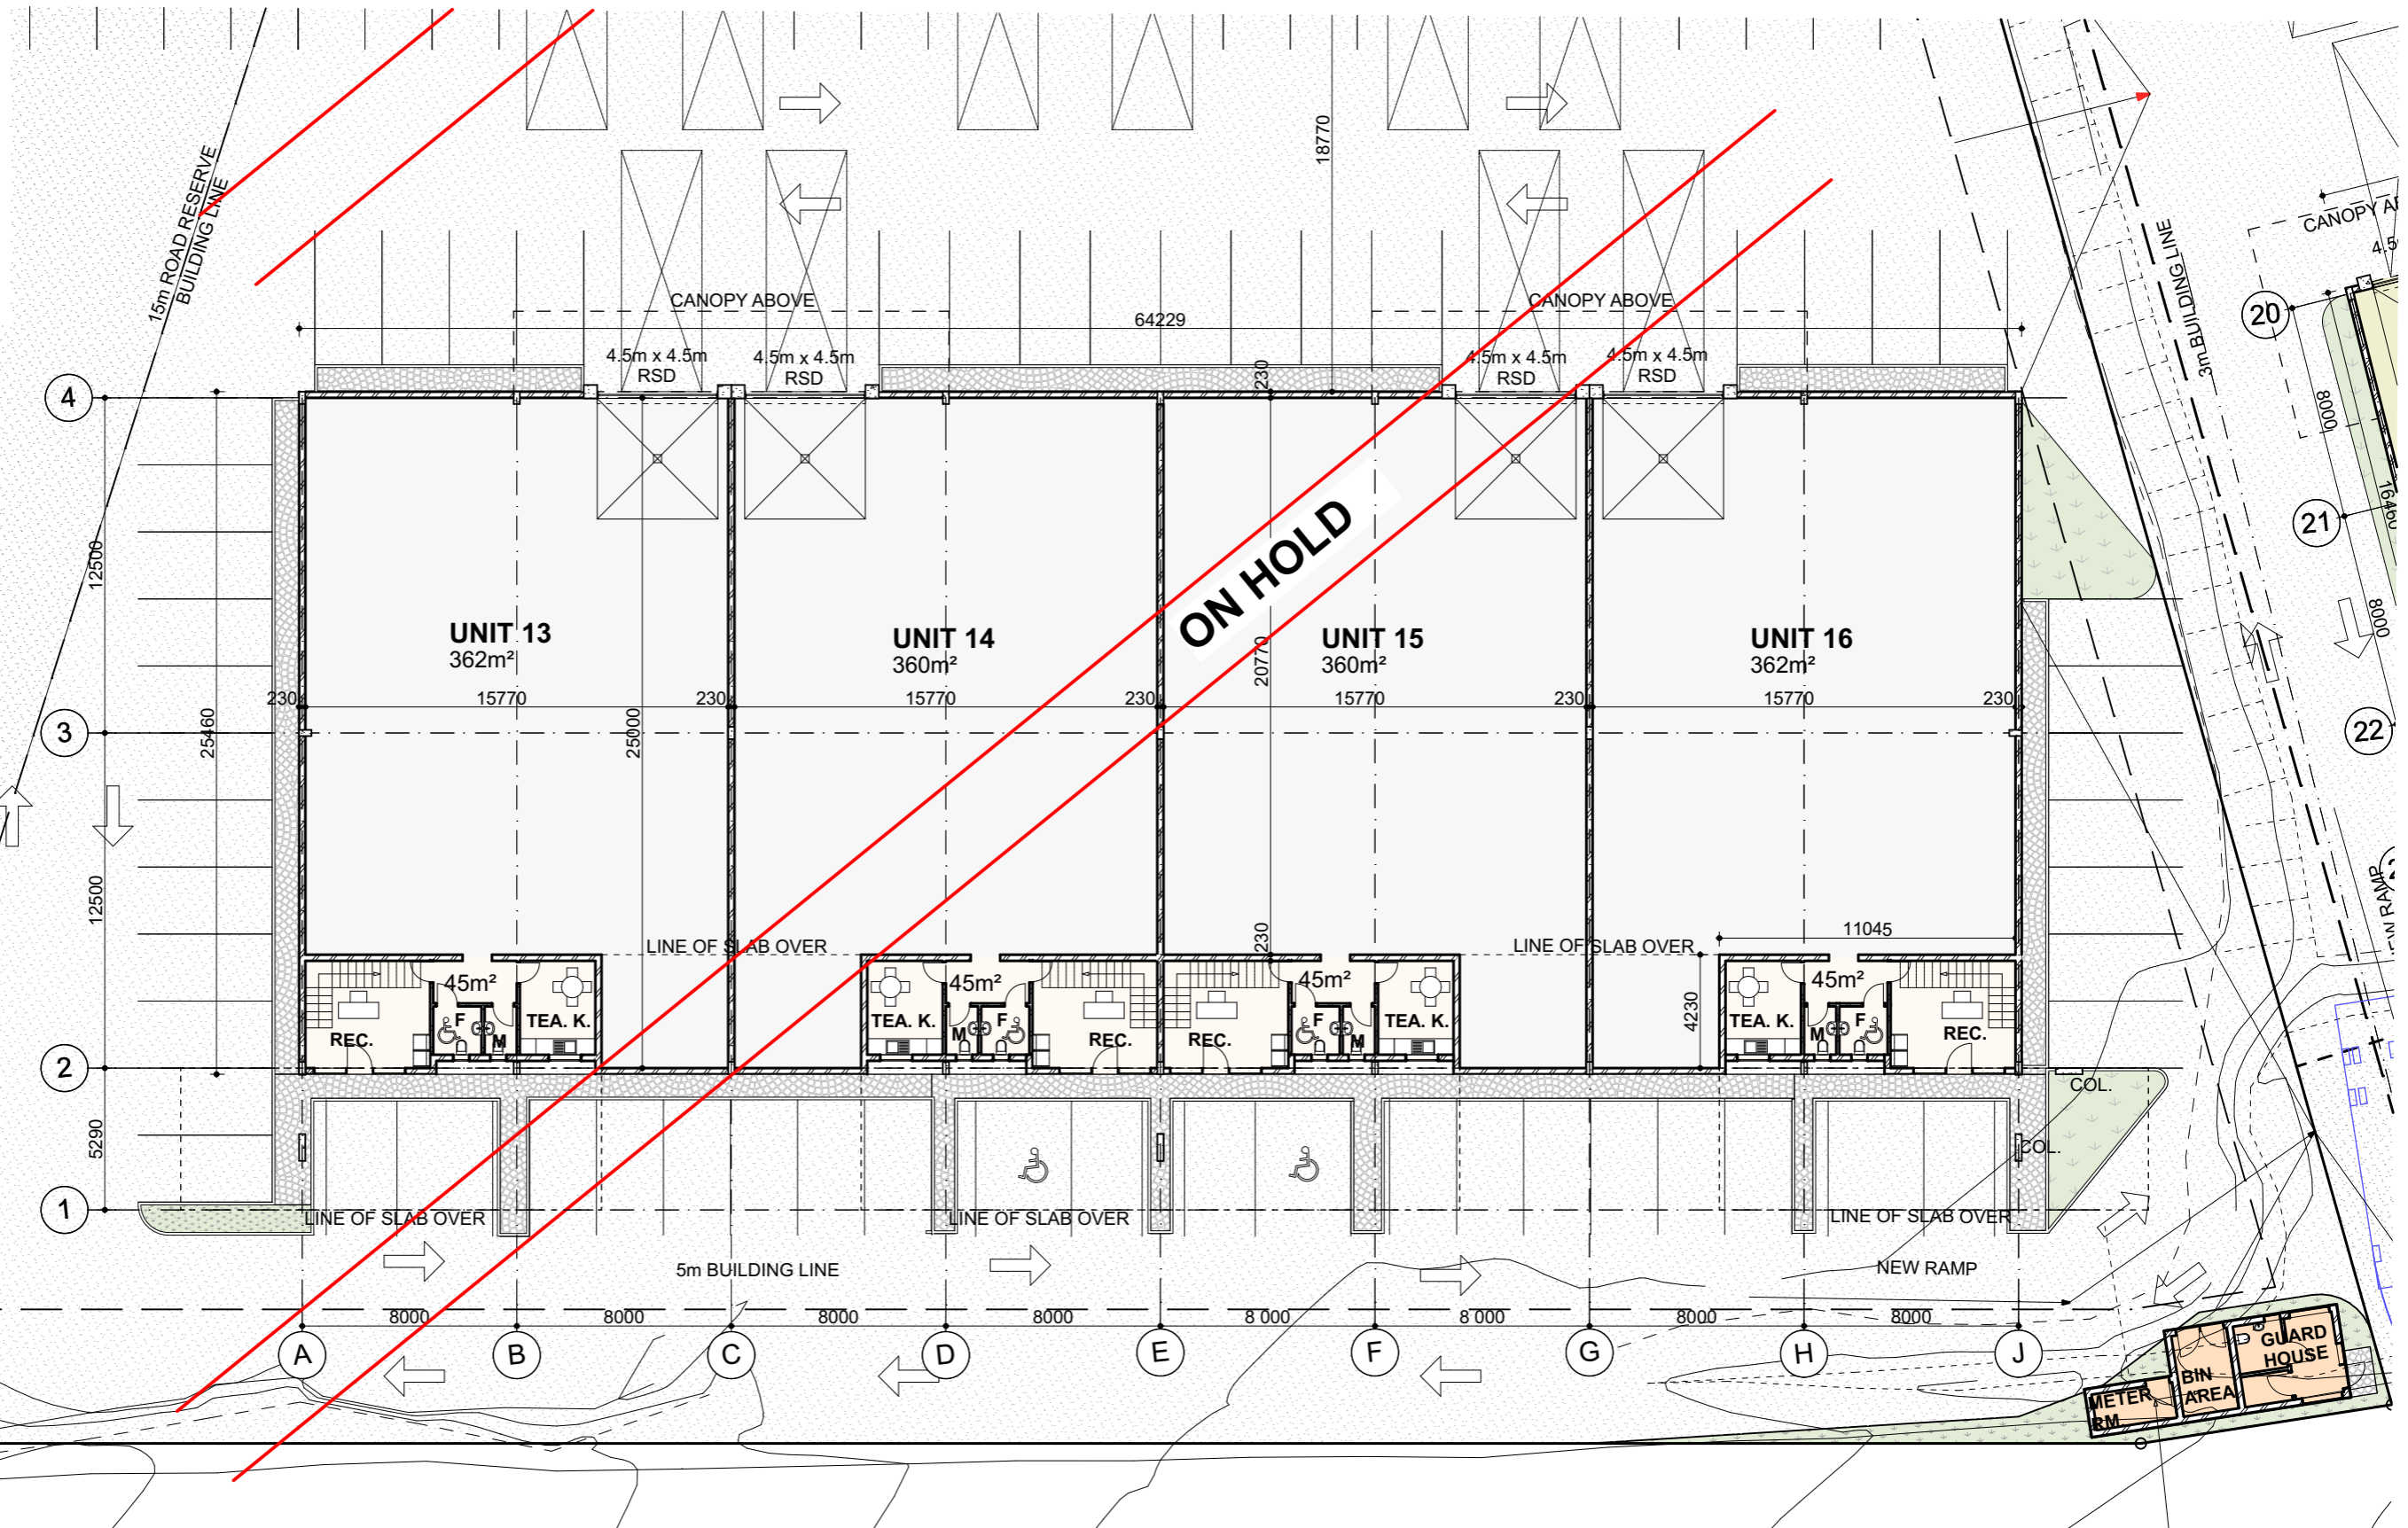 15m ROAD RESERVE
BUILDING LINE
18770
CANOPY ABOVE
CANOPY ABOVE
64229
4.5m x 4.5m
RSD
4.5m x 4.5m
RSD
230
4.5m x 4.5m
RSD
4.5m x 4.5m
RSD
3m BUILDING LINE
20
8000
21
16460
8000
22
4
12500
25460
3
12500
2
5290
1
UNIT 13
362m²
UNIT 14
360m²
ON HOLD
UNIT 15
360m²
UNIT 16
362m²
20770
230
15770
230
15770
230
15770
230
15770
230
25000
LINE OF SLAB OVER
230
LINE OF SLAB OVER
11045
4230
45m²
REC.
F
M
TEA. K.
45m²
TEA. K.
M
F
REC.
45m²
REC.
F
M
TEA. K.
45m²
TEA. K.
M
F
REC.
COL.
COL.
LINE OF SLAB OVER
LINE OF SLAB OVER
LINE OF SLAB OVER
5m BUILDING LINE
NEW RAMP
8000
8000
8000
8000
8 000
8 000
8000
8000
A
B
C
D
E
F
G
H
J
GUARD
HOUSE
BIN
AREA
METER
RM.